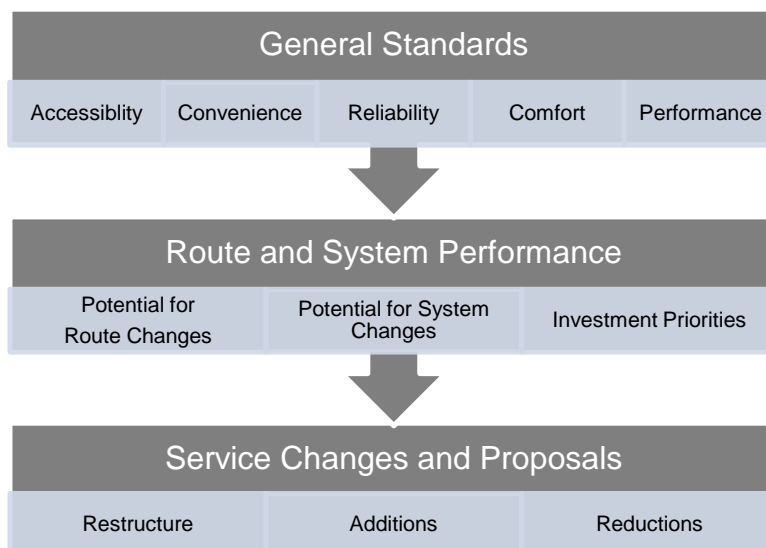 General Standards
Accessiblity
Convenience
Reliability
Comfort
Performance
Route and System Performance
Potential for
Route Changes
Potential for System
Changes
Investment Priorities
Service Changes and Proposals
Restructure
Additions
Reductions